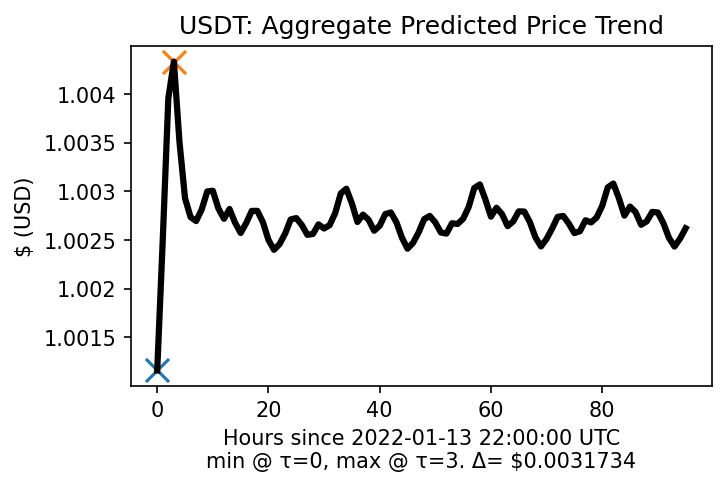 USDT: Aggregate Predicted Price Trend
$ (USD)
1.004
1.0035
1.003
1.0025
1.002
1.0015
0 20 40 60 80
Hours since 2022-01-13 22:00:00 UTC
min @ τ=0, max @ τ=3. Δ= $0.0031734